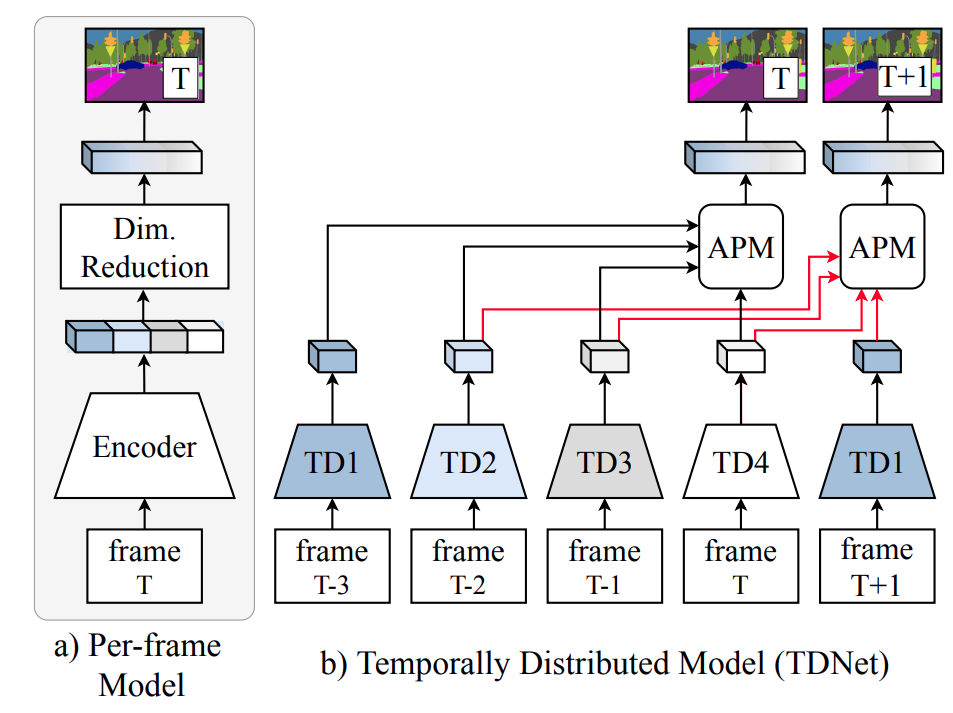 T
Dim.
Reduction
Encoder
frame
T
a) Per-frame
Model
T
T+1
APM
APM
TD1
TD2
TD3
TD4
TD1
frame
T-3
frame
T-2
frame
T-1
frame
T
frame
T+1
b) Temporally Distributed Model (TDNet)